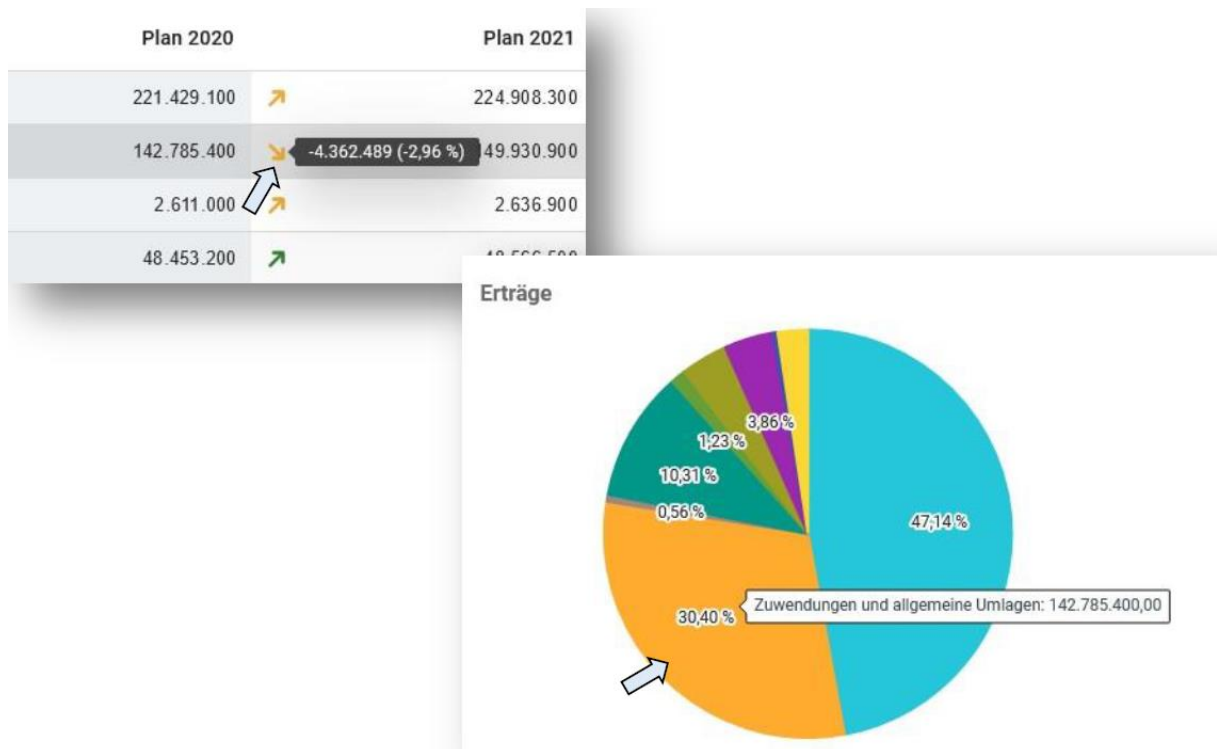 Plan 2020 Plan 2021
221.429.100 224.908.300
142.785.400 -4.362.489 (-2,96 %) 49.930.900
2.611.000 2.636.900
48.453.200
Erträge
3,86 %
1,23 %
10,31 %
0,56 %
47,14 %
Zuwendungen und allgemeine Umlagen: 142.785.400,00
30,40 %